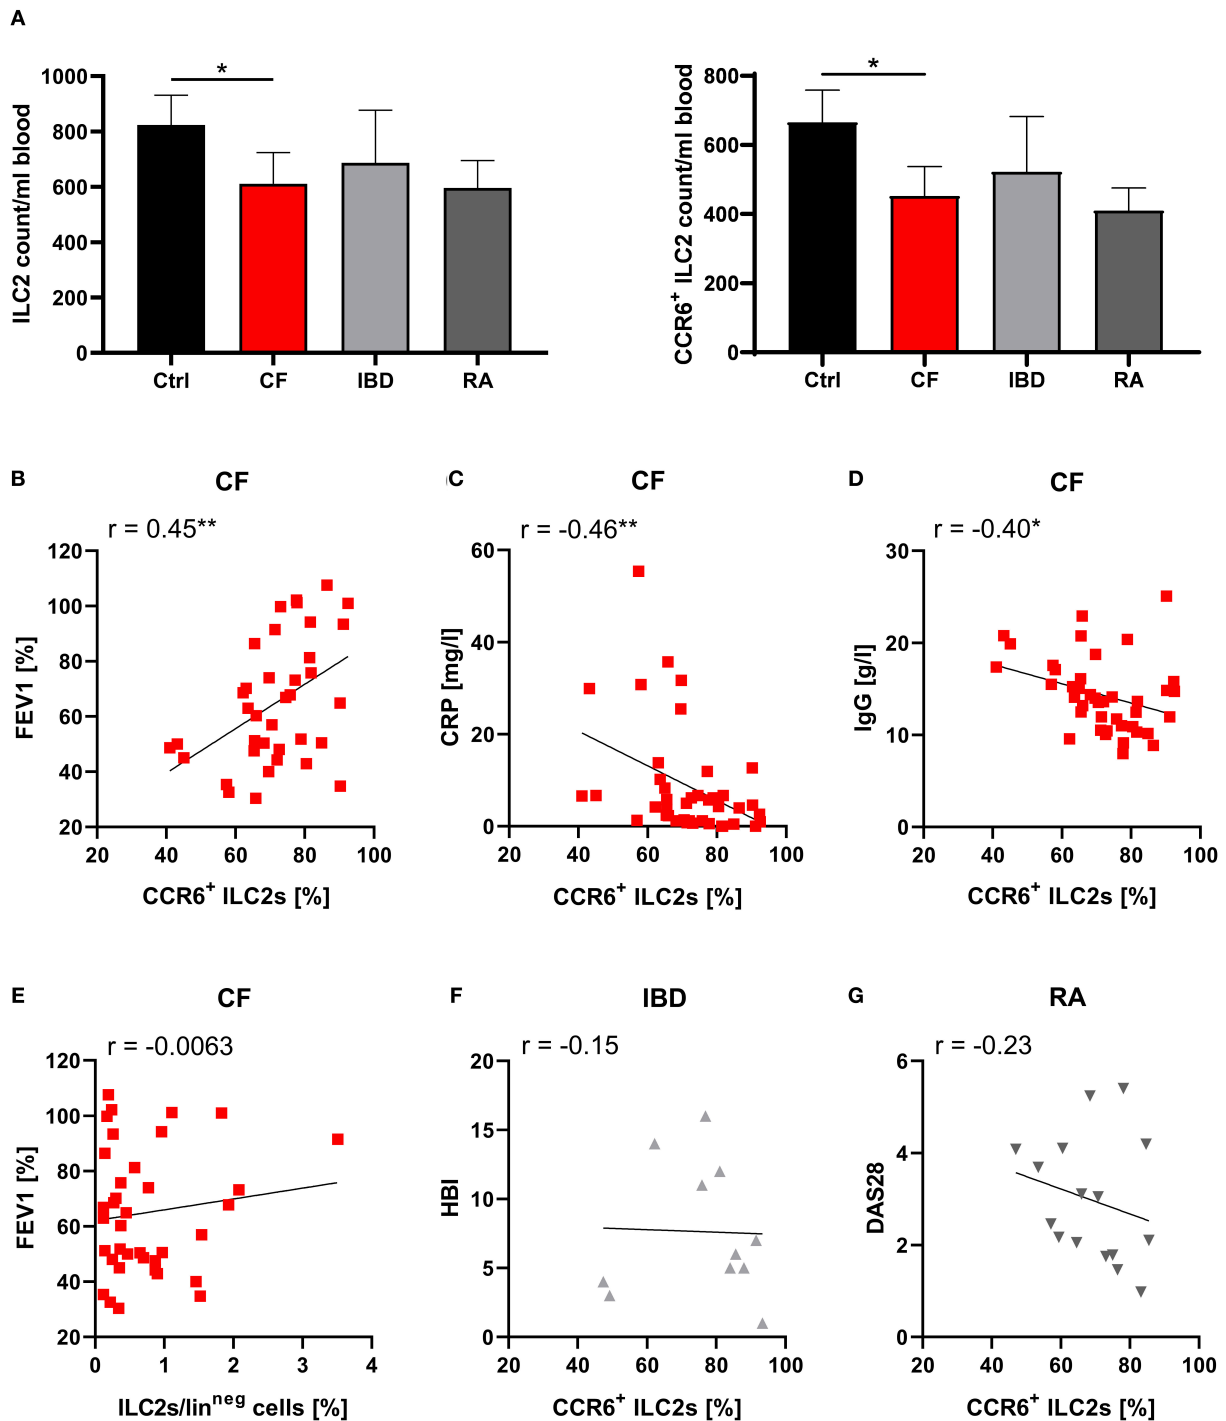 A
*
1000
800
600
400
200
0
ILC2 count/ml blood
Ctrl CF IBD RA
*
800
600
400
200
0
CCR6+ ILC2 count/ml blood
Ctrl CF IBD RA
B
CF
r = 0.45**
120
100
80
60
40
20
FEV1 [%]
20 40 60 80 100
CCR6+ ILC2s [%]
C
CF
r = -0.46**
60
40
20
0
CRP [mg/l]
20 40 60 80 100
CCR6+ ILC2s [%]
D
CF
r = -0.40*
30
20
10
0
IgG [g/l]
20 40 60 80 100
CCR6+ ILC2s [%]
E
CF
r = -0.0063
120
100
80
60
40
20
FEV1 [%]
0 1 2 3 4
ILC2s/linneg cells [%]
F
IBD
r = -0.15
20
15
10
5
0
HBI
20 40 60 80 100
CCR6+ ILC2s [%]
G
RA
r = -0.23
6
4
2
0
DAS28
20 40 60 80 100
CCR6+ ILC2s [%]